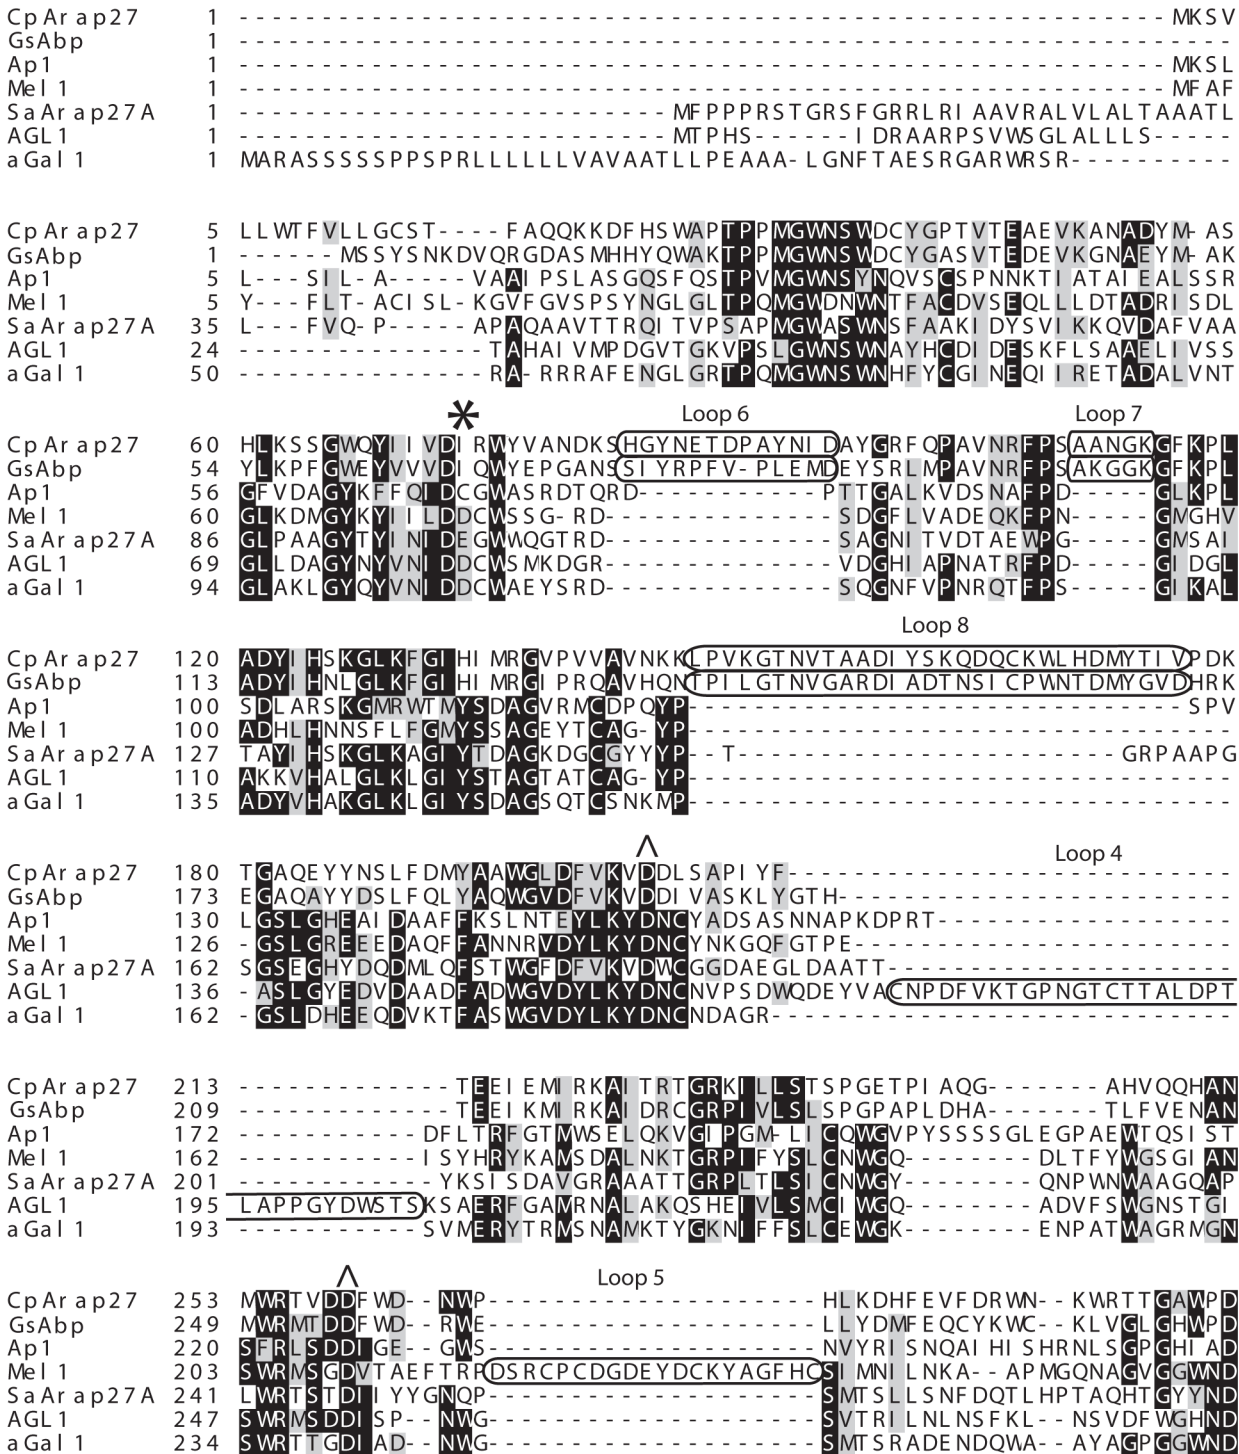 CpArap27 1 --------------------------------------------------------MKSV
GsAbp 1 ------------------------------------------------------------
Ap1 1 --------------------------------------------------------MKSL
Mel1 1 --------------------------------------------------------MFAF
SaArap27A 1 --------------------------MFPPPRSTGRSFGRRLRIAAVRALVLALTAAATL
AGL1 1 --------------------------MTPHS------IDRAARPSVWSGLALLLS-----
aGal1 1 MARASSSSSPPSPRLLLLLLVAVAATLLPEAAA-LGNFTAESRGARWRSR----------
CpArap27 5 LLWTFVLLGCST----FAQQKKDFHSWAPTPPMGWNSWDCYGPTVTEAEVKANADYM-AS
GsAbp 1 ------MSSYSNKDVQRGDASMHHYQWAKTPPMGWNSWDCYGASVTEDEVKGNAEYM-AK
Ap1 5 L---SIL-A-----VAAIPSLASGQSFQSTPVMGWNSYNQVSCSPNNKTIATAIEALSSR
Mel1 5 Y---FLT-ACISL-KGVFGVSPSYNGLGLTPQMGWDNWNTFACDVSEQLLLDTADRISDL
SaArap27A 35 L---FVQ-P-----APAQAAVTTRQITVPSAPMGWASWNSFAAKIDYSVIKKQVDAFVAA
AGL1 24 ---------------TAHAIVMPDGVTGKVPSLGWNSWNAYHCDIDESKFLSAAELIVSS
aGal1 50 ---------------RA-RRRAFENGLGRTPQMGWNSWNHFYCGINEQIIRETADALVNT
* Loop 6 Loop 7
CpArap27 60 HLKSSGWQYIIVDIRWYVANDKSHGYNETDPAYNIDAYGRFQPAVNRFPSAANGKGFKPL
GsAbp 54 YLKPFGWEYVVVDIQWYEPGANSSIYRPFV-PLEMDEYSRLMPAVNRFPSAKGGKGFKPL
Ap1 56 GFVDAGYKFFQIDCGWASRDTQRD-----------PTTGALKVDSNAFPD-----GLKPL
Mel1 60 GLKDMGYKYIILDDCWSSG-RD--------------SDGFLVADEQKFPN-----GMGHV
SaArap27A 86 GLPAAGYTYINIDEGWWQGTRD--------------SAGNITVDTAEWPG-----GMSAI
AGL1 69 GLLDAGYNYVNIDDCWSMKDGR--------------VDGHIAPNATRFPD-----GIDGL
aGal1 94 GLAKLGYQYVNIDDCWAEYSRD--------------SQGNFVPNRQTFPS-----GIKAL
Loop 8
CpArap27 120 ADYIHSKGLKFGIHIMRGVPVVAVNKKLPVKGTNVTAADIYSKQDQCKWLHDMYTIVPDK
GsAbp 113 ADYIHNLGLKFGIHIMRGIPRQAVHQNTPILGTNVGARDIADTNSICPWNTDMYGVDHRK
Ap1 100 SDLARSKGMRWTMYSDAGVRMCDPQYP------------------------------SPV
Mel1 100 ADHLHNNSFLFGMYSSAGEYTCAG-YP---------------------------------
SaArap27A 127 TAYIHSKGLKAGIYTDAGKDGCGYYYP--T-----------------------GRPAAPG
AGL1 110 AKKVHALGLKLGIYSTAGTATCAG-YP---------------------------------
aGal1 135 ADYVHAKGLKLGIYSDAGSQTCSNKMP---------------------------------
^ Loop 4
CpArap27 180 TGAQEYYNSLFDMYAAWGLDFVKVDDLSAPIYF---------------------------
GsAbp 173 EGAQAYYDSLFQLYAQWGVDFVKVDDIVASKLYGTH------------------------
Ap1 130 LGSLGHEAIDAAFFKSLNTEYLKYDNCYADSASNNAPKDPRT------------------
Mel1 126 -GSLGREEEDAQFFANNRVDYLKYDNCYNKGQFGTPE-----------------------
SaArap27A 162 SGSEGHYDQDMLQFSTWGFDFVKVDWCGGDAEGLDAATT---------------------
AGL1 136 -ASLGYEDVDAADFADWGVDYLKYDNCNVPSDWQDEYVACNPDFVKTGPNGTCTTALDPT
aGal1 162 -GSLDHEEQDVKTFASWGVDYLKYDNCNDAGR----------------------------
CpArap27 213 -------------TEEIEMIRKAITRTGRKILLSTSPGETPIAQG-------AHVQQHAN
GsAbp 209 -------------TEEIKMIRKAIDRCGRPIVLSLSPGPAPLDHA-------TLFVENAN
Ap1 172 -----------DFLTRFGTMWSELQKVGIPGM-LICQWGVPYSSSSGLEGPAEWTQSIST
Mel1 162 -----------ISYHRYKAMSDALNKTGRPIFYSLCNWGQ--------DLTFYWGSGIAN
SaArap27A 201 ------------YKSISDAVGRAAATTGRPLTLSICNWGY--------QNPWNWAAGQAP
AGL1 195 LAPPGYDWSTSKSAERFGAMRNALAKQSHEIVLSMCIWGQ--------ADVFSWGNSTGI
aGal1 193 -----------SVMERYTRMSNAMKTYGKNIFFSLCEWGK--------ENPATWAGRMGN
^ Loop 5
CpArap27 253 MWRTVDDFWD--NWP--------------------HLKDHFEVFDRWN--KWRTTGAWPD
GsAbp 249 MWRMTDDFWD--RWE--------------------LLYDMFEQCYKWC--KLVGLGHWPD
Ap1 220 SFRLSDDIGE--GWS--------------------NVYRISNQAIHISHRNLSGPGHIAD
Mel1 203 SWRMSGDVTAEFTRPDSRCPCDGDEYDCKYAGFHCSIMNILNKA--APMGQNAGVGGWND
SaArap27A 241 LWRTSTDIIYYGNQP--------------------SMTSLLSNFDQTLHPTAQHTGYYND
AGL1 247 SWRMSDDISP--NWG--------------------SVTRILNLNSFKL--NSVDFWGHND
aGal1 234 SWRTTGDIAD--NWG--------------------SMTSRADENDQWA--AYAGPGGWND